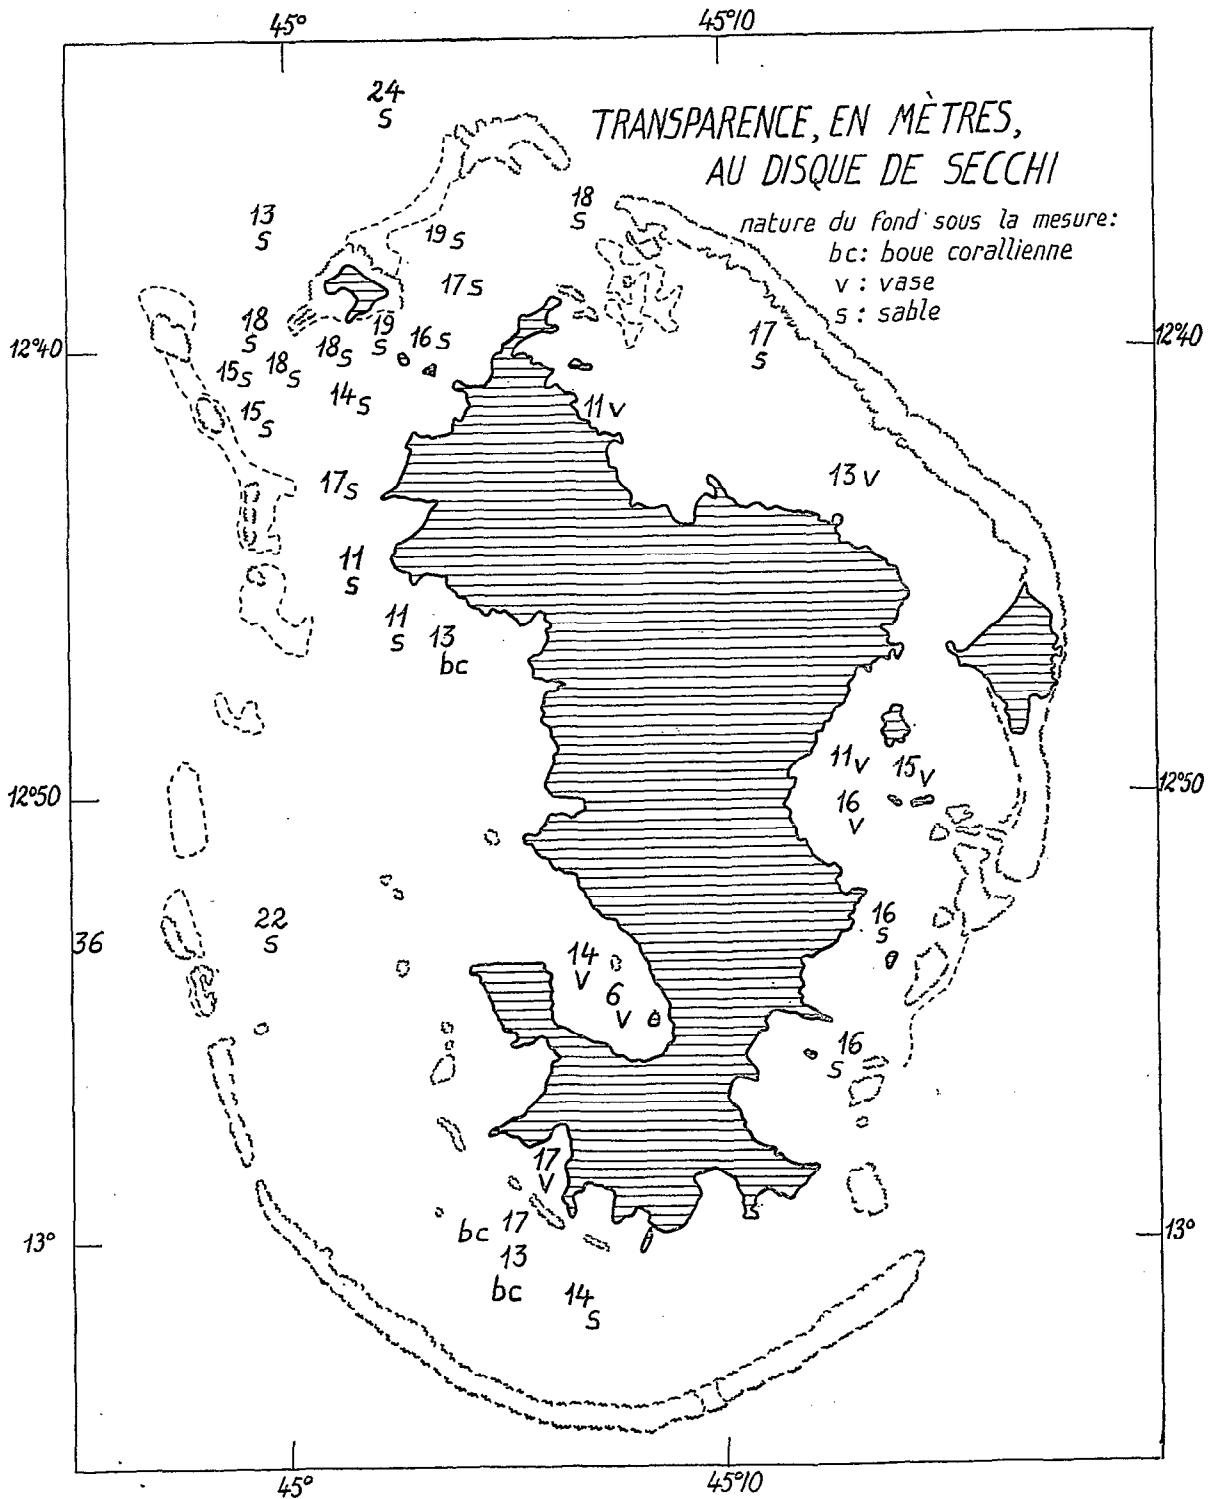 45° 45°10
24
S
TRANSPARENCE, EN MÈTRES,
AU DISQUE DE SECCHI
nature du fond sous la mesure:
bc: boue corallienne
v: vase
s: sable
18
S
13
S
19 S
17 S
12°40
18
S
18 S
19
S
16 S
17
S
12°40
15 S
18 S
14 S
15
S
11 V
17 S
13 V
11
S
11
S
13
bc
11 V
15 V
12°50
16
V
12°50
22
S
36
16
S
14
V
6
V
16
S
17
V
bc 17
13
bc
14
S
13°
13°
45° 45°10